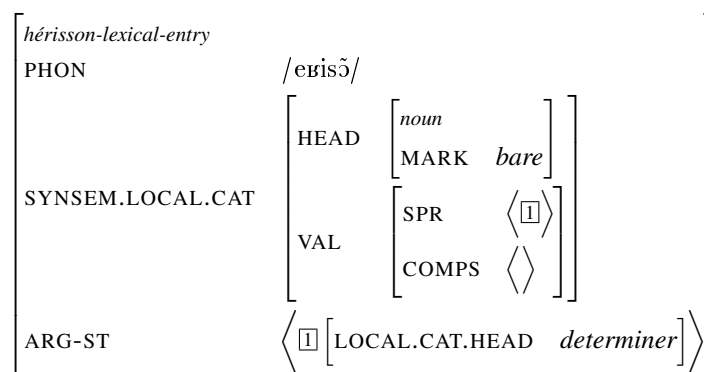 hérisson-lexical-entry
PHON /eʁisɔ̃/
SYNSEM.LOCAL.CAT
HEAD
noun
MARK bare
VAL
SPR ⟨1⟩
COMPS ⟨⟩
ARG-ST ⟨1[LOCAL.CAT.HEAD determiner]⟩